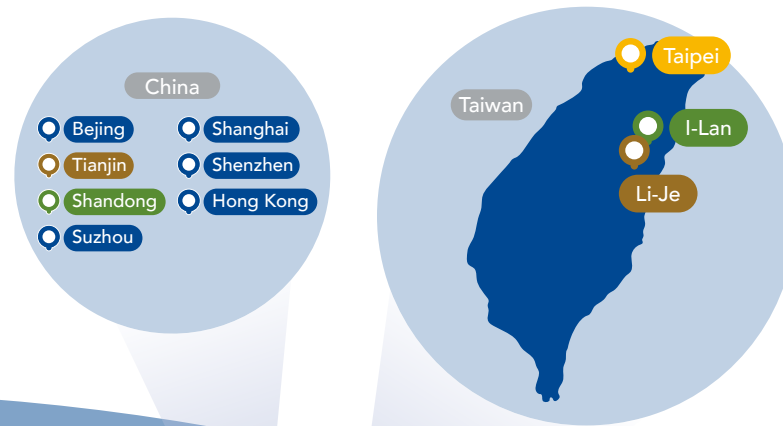 China
Bejing
Tianjin
Shandong
Suzhou
Shanghai
Shenzhen
Hong Kong
Taiwan
Taipei
I-Lan
Li-Je